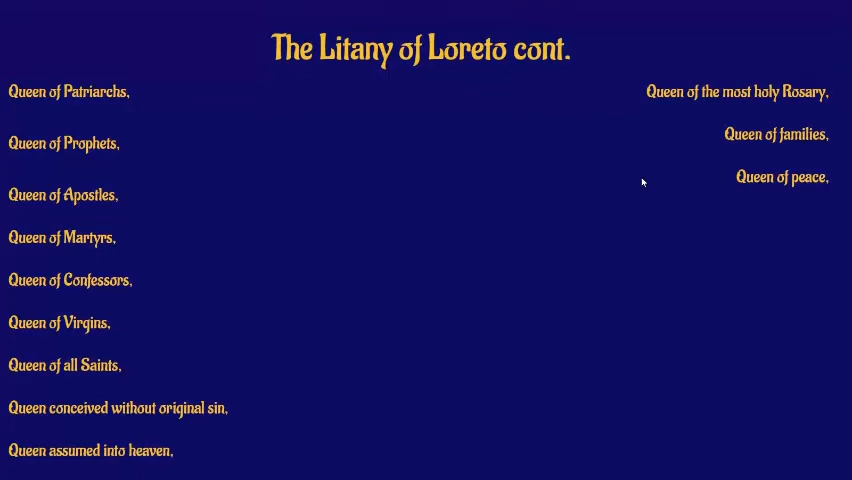 The Litany of Loreto cont.
Queen of Patriarchs,
Queen of Prophets,
Queen of Apostles,
Queen of Martyrs,
Queen of Confessors,
Queen of Virgins,
Queen of all Saints,
Queen conceived without original sin,
Queen assumed into heaven,
Queen of the most holy Rosary,
Queen of families,
Queen of peace,